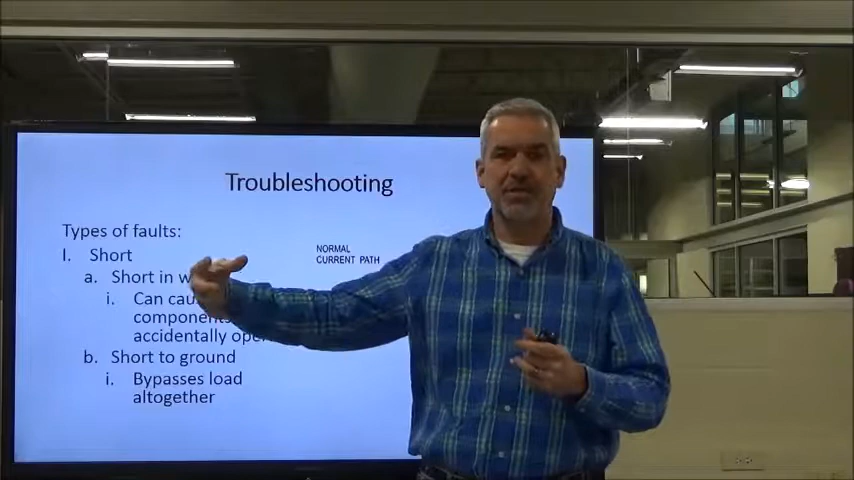 Troubleshooting
Types of faults:
I. Short
NORMAL
CURRENT PATH
a. Short in
i. Can
components
accidentally
b. Short to ground
i. Bypasses load
altogether